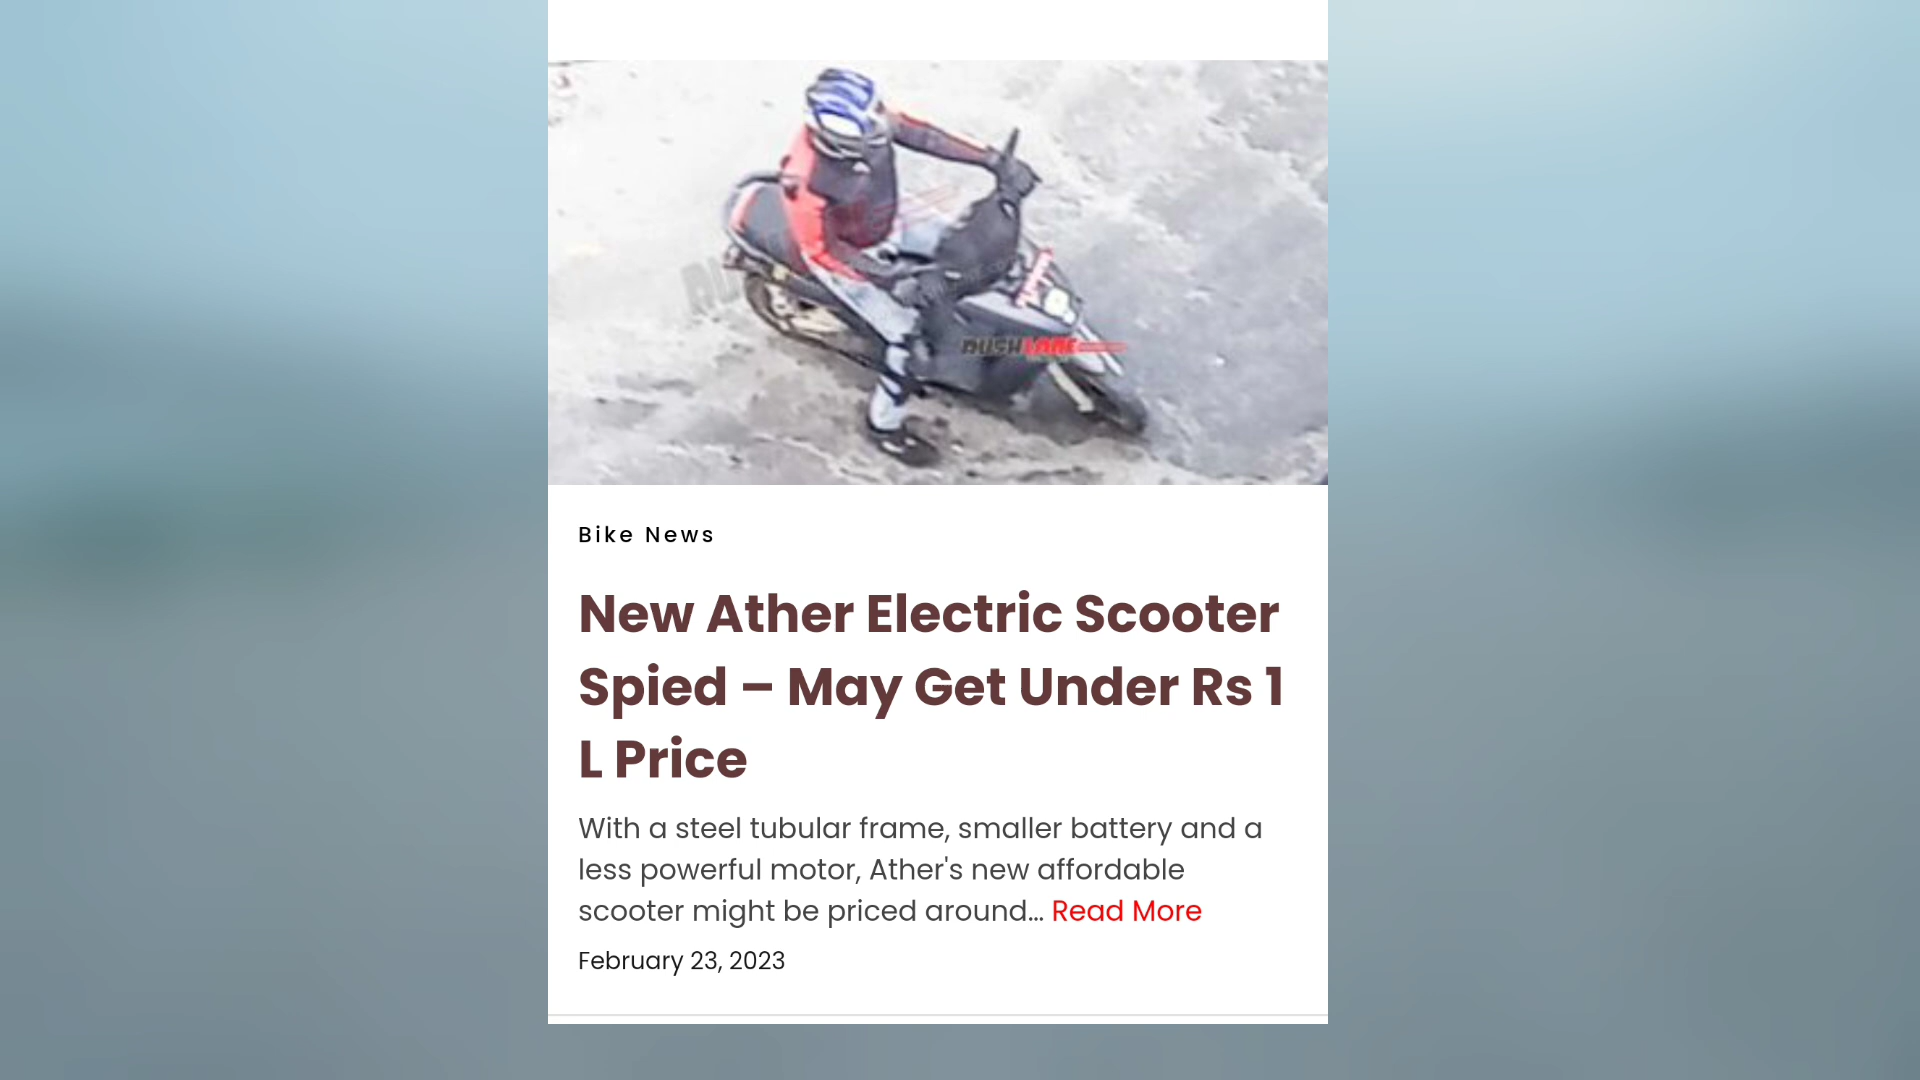 RUSHLANE
Bike News
New Ather Electric Scooter
Spied – May Get Under Rs 1
L Price
With a steel tubular frame, smaller battery and a
less powerful motor, Ather's new affordable
scooter might be priced around... Read More
February 23, 2023